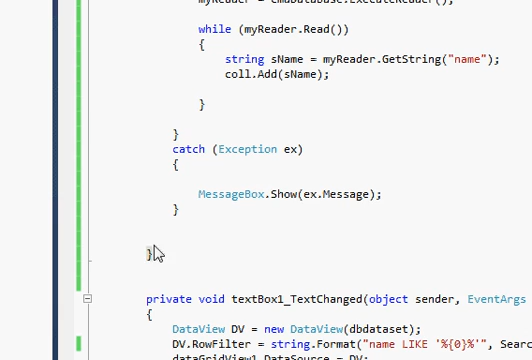 myReader = cmdDataBase.ExecuteReader();
while (myReader.Read())
{
string sName = myReader.GetString("name");
coll.Add(sName);
}
}
catch (Exception ex)
{
MessageBox.Show(ex.Message);
}
}
private void textBox1_TextChanged(object sender, EventArgs
{
DataView DV = new DataView(dbdataset);
DV.RowFilter = string.Format("name LIKE '%{0}%'", Searc
dataGridView1.DataSource = DV;